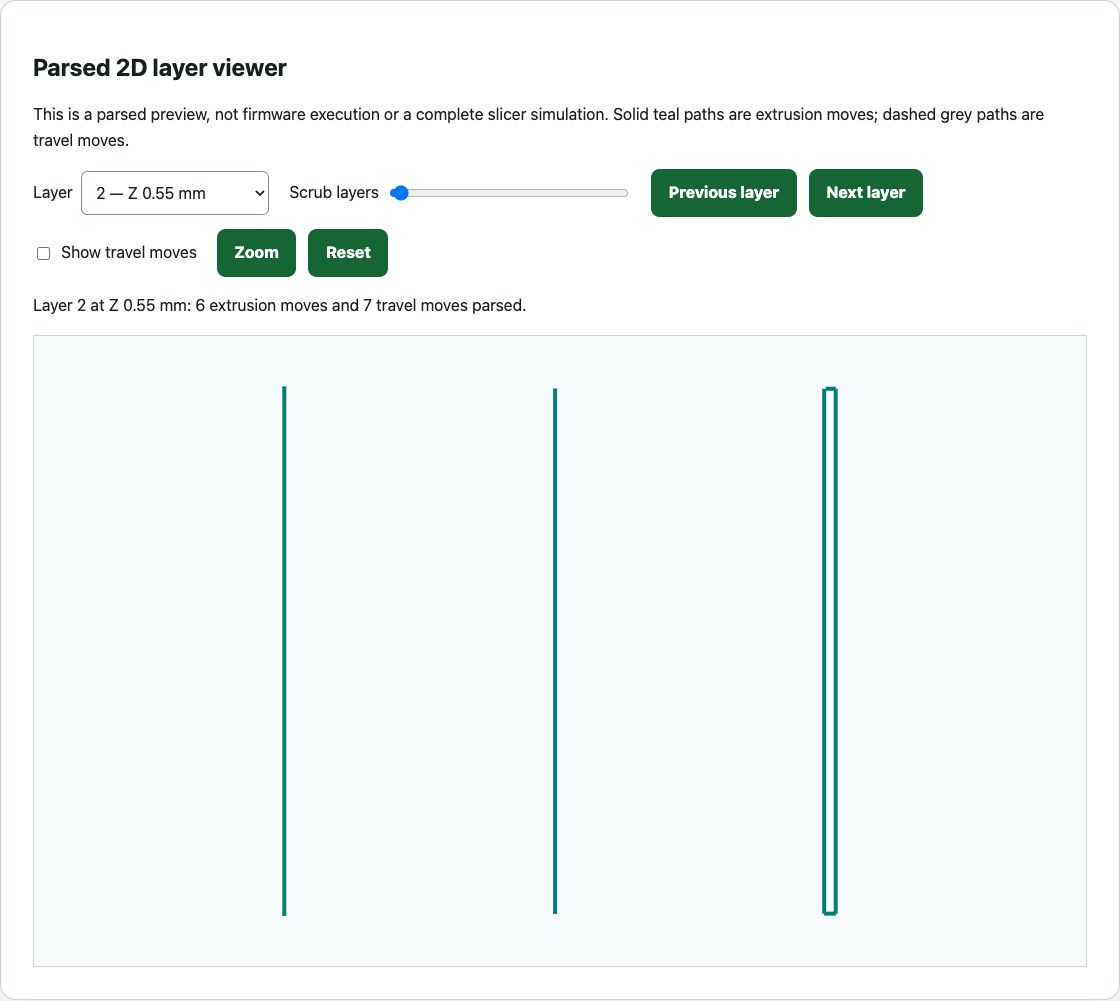 Parsed 2D layer viewer
This is a parsed preview, not firmware execution or a complete slicer simulation. Solid teal paths are extrusion moves; dashed grey paths are
travel moves.
Layer 2 — Z 0.55 mm Scrub layers Previous layer Next layer
Show travel moves Zoom Reset
Layer 2 at Z 0.55 mm: 6 extrusion moves and 7 travel moves parsed.